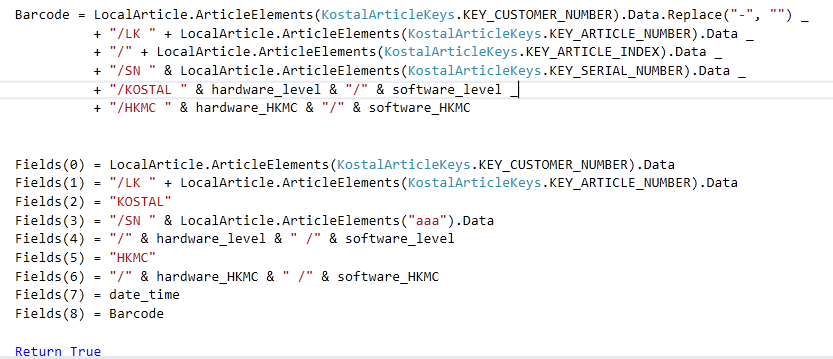 Barcode = LocalArticle.ArticleElements(KostalArticleKeys.KEY_CUSTOMER_NUMBER).Data.Replace("-", "") _
+ "/LK " + LocalArticle.ArticleElements(KostalArticleKeys.KEY_ARTICLE_NUMBER).Data _
+ "/" + LocalArticle.ArticleElements(KostalArticleKeys.KEY_ARTICLE_INDEX).Data _
+ "/SN " & LocalArticle.ArticleElements(KostalArticleKeys.KEY_SERIAL_NUMBER).Data _
+ "/KOSTAL " & hardware_level & "/" & software_level _
+ "/HKMC " & hardware_HKMC & "/" & software_HKMC
Fields(0) = LocalArticle.ArticleElements(KostalArticleKeys.KEY_CUSTOMER_NUMBER).Data
Fields(1) = "/LK " + LocalArticle.ArticleElements(KostalArticleKeys.KEY_ARTICLE_NUMBER).Data
Fields(2) = "KOSTAL"
Fields(3) = "/SN " & LocalArticle.ArticleElements("aaa").Data
Fields(4) = "/" & hardware_level & " /" & software_level
Fields(5) = "HKMC"
Fields(6) = "/" & hardware_HKMC & " /" & software_HKMC
Fields(7) = date_time
Fields(8) = Barcode
Return True